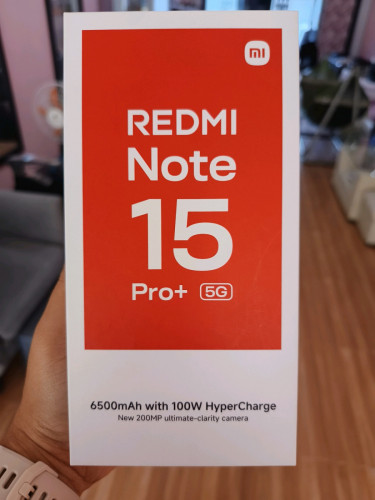 mi
REDMI
Note
15
Pro+ 5G
6500mAh with 100W HyperCharge
New 200MP ultimate-clarity camera